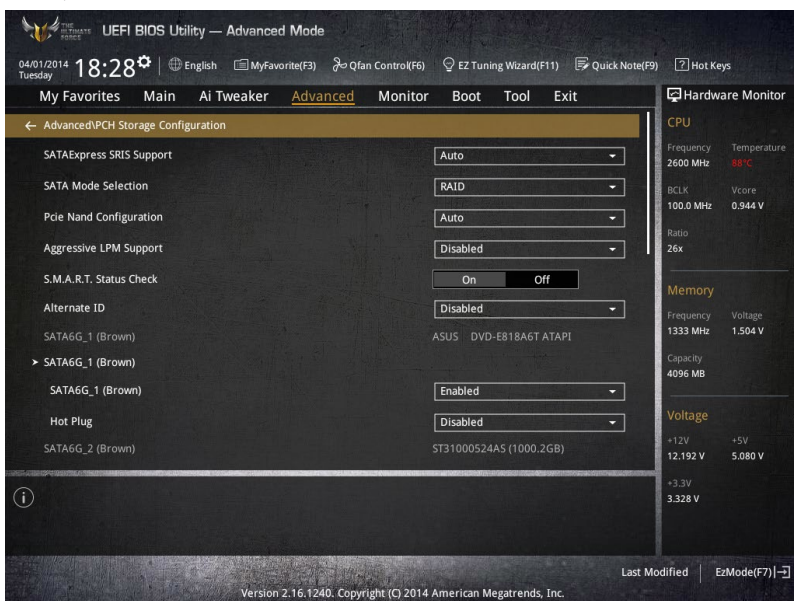 THE
ULTIMATE
FORCE
UEFI BIOS Utility — Advanced Mode
04/01/2014
Tuesday
18:28
English
MyFavorite(F3)
Qfan Control(F6)
EZ Tuning Wizard(F11)
Quick Note(F9)
? Hot Keys
My Favorites
Main
Ai Tweaker
Advanced
Monitor
Boot
Tool
Exit
← Advanced\PCH Storage Configuration
SATAExpress SRIS Support Auto
SATA Mode Selection RAID
Pcie Nand Configuration Auto
Aggressive LPM Support Disabled
S.M.A.R.T. Status Check On Off
Alternate ID Disabled
SATA6G_1 (Brown) ASUS DVD-E818A6T ATAPI
SATA6G_1 (Brown)
SATA6G_1 (Brown) Enabled
Hot Plug Disabled
SATA6G_2 (Brown) ST31000524AS (1000.2GB)
i
Hardware Monitor
CPU
Frequency Temperature
2600 MHz 88°C
BCLK Vcore
100.0 MHz 0.944 V
Ratio
26x
Memory
Frequency Voltage
1333 MHz 1.504 V
Capacity
4096 MB
Voltage
+12V +5V
12.192 V 5.080 V
+3.3V
3.328 V
Last Modified
EzMode(F7)
Version 2.16.1240. Copyright (C) 2014 American Megatrends, Inc.